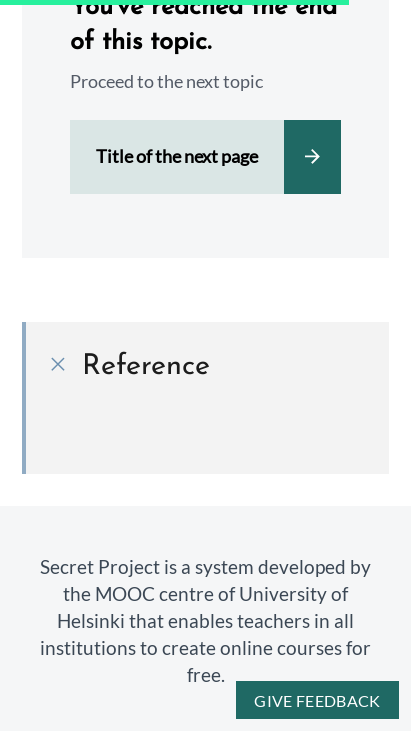 You've reached the end
of this topic.
Proceed to the next topic
Title of the next page
Reference
Secret Project is a system developed by
the MOOC centre of University of
Helsinki that enables teachers in all
institutions to create online courses for
free.
GIVE FEEDBACK